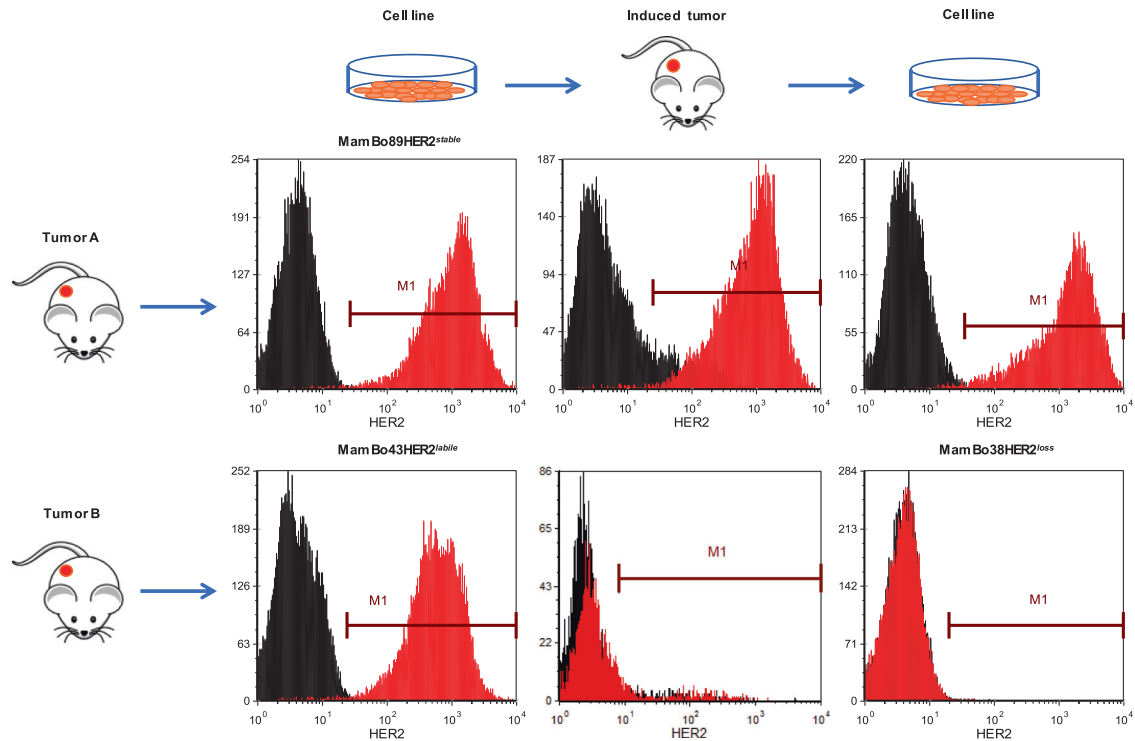 Cell line
Induced tumor
Cell line
MamBo89HER2stable
Tumor A
254
191
127
64
0
M1
10^0 10^1 10^2 10^3 10^4
HER2
187
140
94
47
0
M1
10^0 10^1 10^2 10^3 10^4
HER2
220
165
110
55
0
M1
10^0 10^1 10^2 10^3 10^4
HER2
MamBo43HER2labile
MamBo38HER2loss
Tumor B
252
189
126
63
0
M1
10^0 10^1 10^2 10^3 10^4
HER2
86
65
43
22
0
M1
10^0 10^1 10^2 10^3 10^4
HER2
284
213
142
71
0
M1
10^0 10^1 10^2 10^3 10^4
HER2